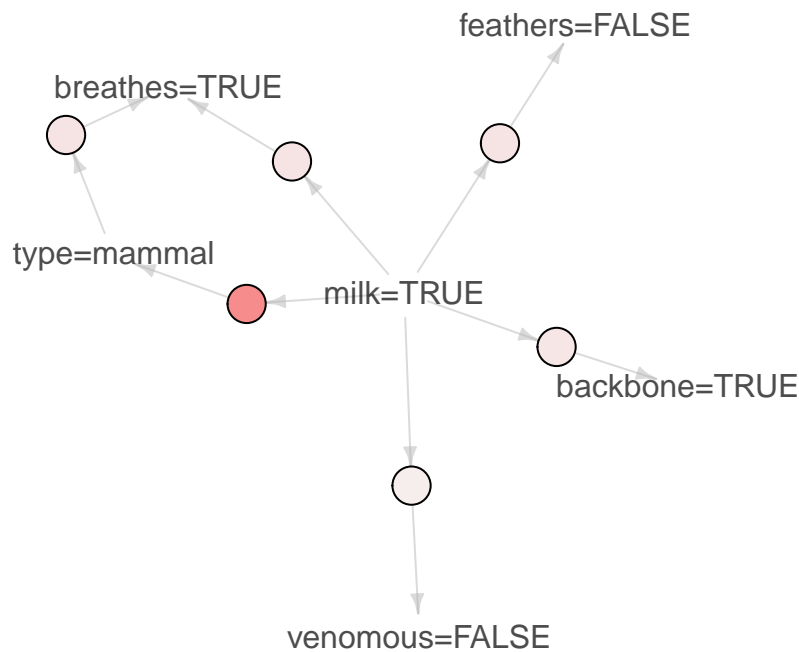 feathers=FALSE
breathes=TRUE
type=mammal
milk=TRUE
backbone=TRUE
venomous=FALSE